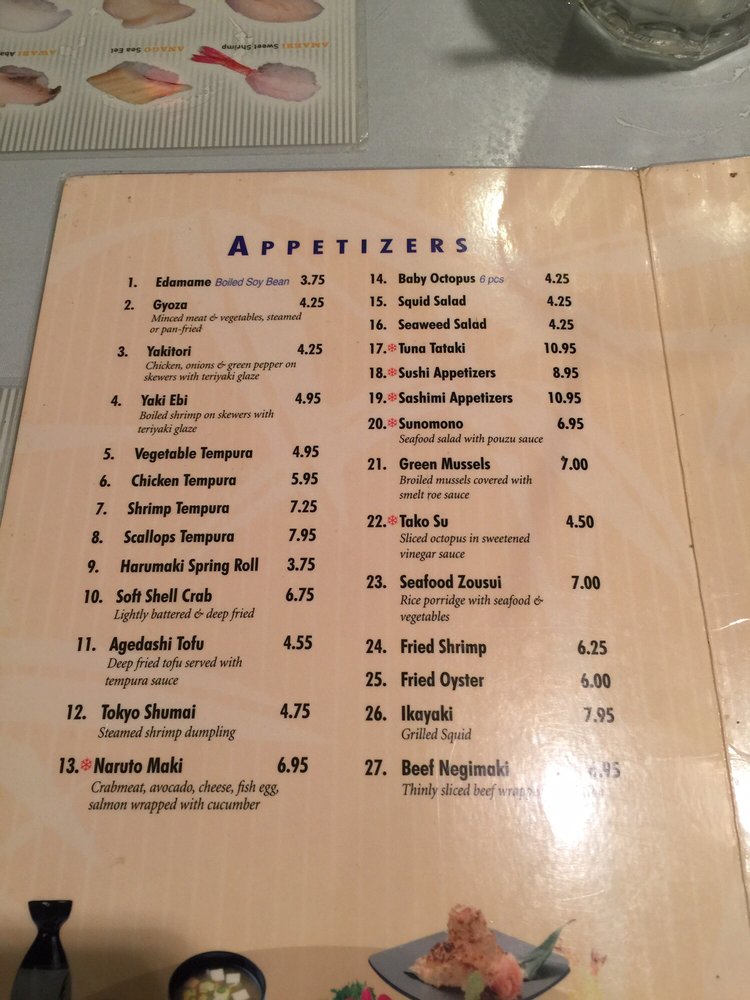 AMAEBI Sweet Shrimp
ANAGO Sea Eel
AWABI
APPETIZERS
1. Edamame Boiled Soy Bean 3.75
2. Gyoza 4.25
Minced meat & vegetables, steamed
or pan-fried
3. Yakitori 4.25
Chicken, onions & green pepper on
skewers with teriyaki glaze
4. Yaki Ebi 4.95
Boiled shrimp on skewers with
teriyaki glaze
5. Vegetable Tempura 4.95
6. Chicken Tempura 5.95
7. Shrimp Tempura 7.25
8. Scallops Tempura 7.95
9. Harumaki Spring Roll 3.75
10. Soft Shell Crab 6.75
Lightly battered & deep fried
11. Agedashi Tofu 4.55
Deep fried tofu served with
tempura sauce
12. Tokyo Shumai 4.75
Steamed shrimp dumpling
13.❄Naruto Maki 6.95
Crabmeat, avocado, cheese, fish egg,
salmon wrapped with cucumber
14. Baby Octopus 6 pcs 4.25
15. Squid Salad 4.25
16. Seaweed Salad 4.25
17.❄Tuna Tataki 10.95
18.❄Sushi Appetizers 8.95
19.❄Sashimi Appetizers 10.95
20.❄Sunomono 6.95
Seafood salad with pouzu sauce
21. Green Mussels 7.00
Broiled mussels covered with
smelt roe sauce
22.❄Tako Su 4.50
Sliced octopus in sweetened
vinegar sauce
23. Seafood Zousui 7.00
Rice porridge with seafood &
vegetables
24. Fried Shrimp 6.25
25. Fried Oyster 6.00
26. Ikayaki 7.95
Grilled Squid
27. Beef Negimaki
Thinly sliced beef